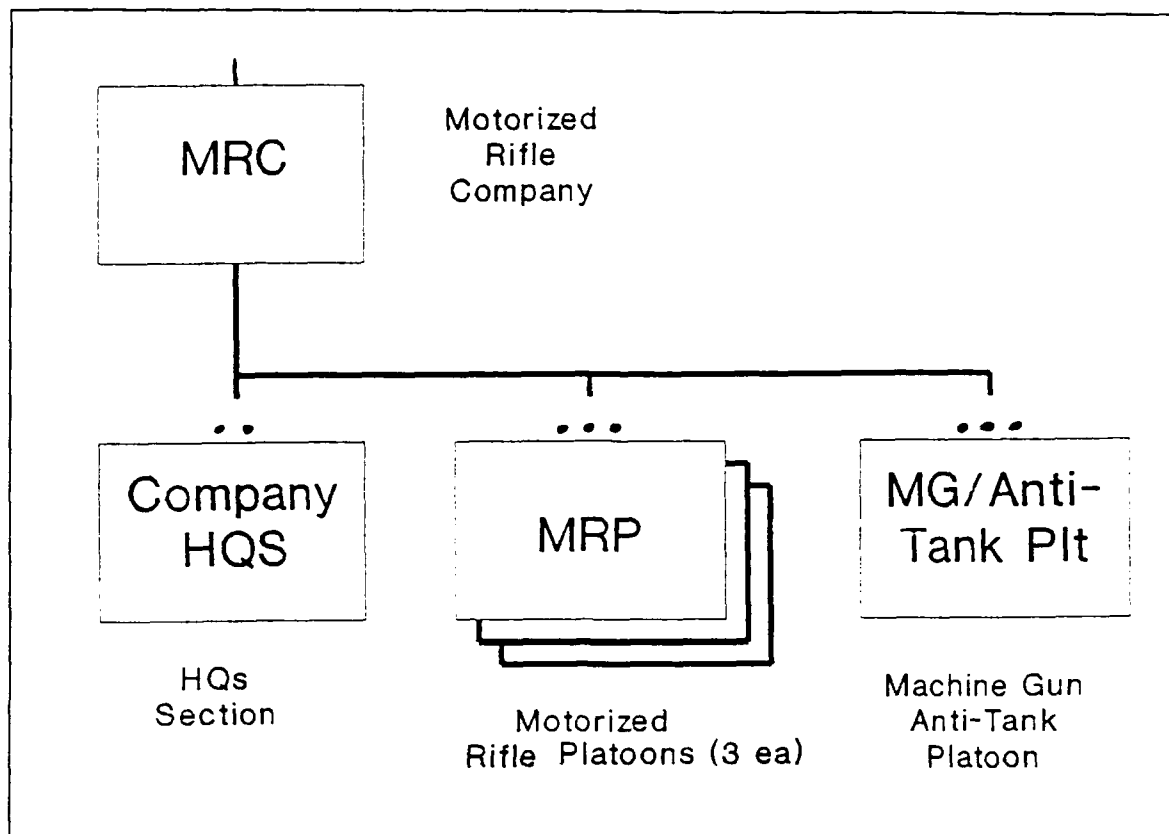 MRC
Motorized
Rifle
Company
Company
HQS
MRP
MG/Anti-
Tank Plt
HQs
Section
Motorized
Rifle Platoons (3 ea)
Machine Gun
Anti-Tank
Platoon